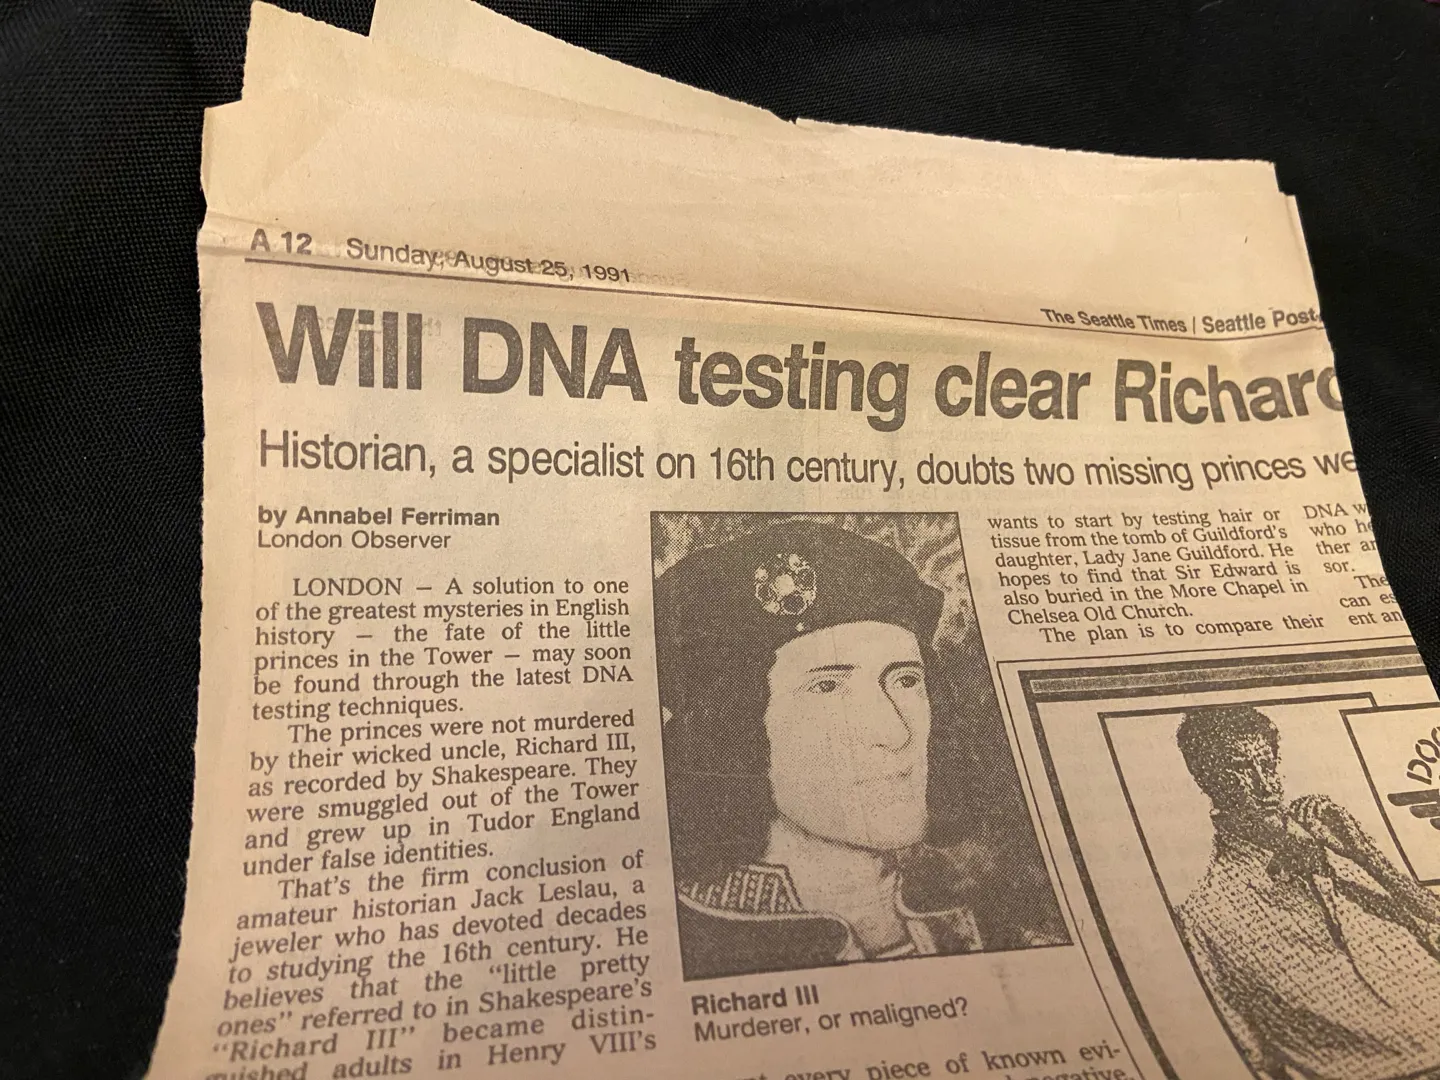 A 12 Sunday, August 25, 1991
The Seattle Times / Seattle Post-
Will DNA testing clear Richard
Historian, a specialist on 16th century, doubts two missing princes we
by Annabel Ferriman
London Observer
LONDON — A solution to one
of the greatest mysteries in English
history — the fate of the little
princes in the Tower — may soon
be found through the latest DNA
testing techniques.
The princes were not murdered
by their wicked uncle, Richard III,
as recorded by Shakespeare. They
were smuggled out of the Tower
and grew up in Tudor England
under false identities.
That's the firm conclusion of
amateur historian Jack Leslau, a
jeweler who has devoted decades
to studying the 16th century. He
believes that the "little pretty
ones" referred to in Shakespeare's
"Richard III" became distin-
guished adults in Henry VIII's
Richard III
Murderer, or maligned?
every piece of known evi-
negative,
wants to start by testing hair or
tissue from the tomb of Guildford's
daughter, Lady Jane Guildford. He
hopes to find that Sir Edward is
also buried in the More Chapel in
Chelsea Old Church.
The plan is to compare their
DNA w
who he
ther an
sor.
The
can es
ent an